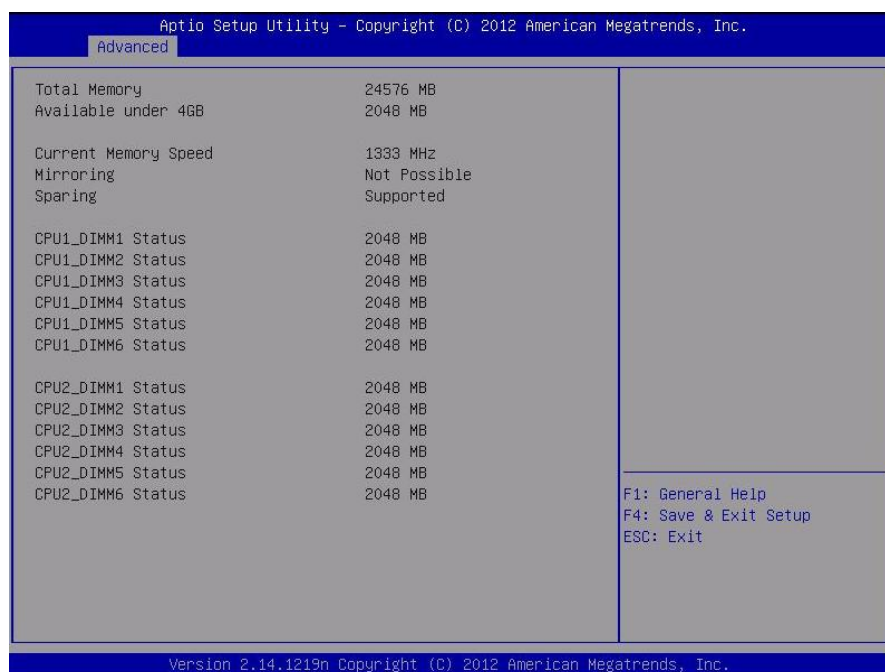 Aptio Setup Utility – Copyright (C) 2012 American Megatrends, Inc.
Advanced
Total Memory 24576 MB
Available under 4GB 2048 MB
Current Memory Speed 1333 MHz
Mirroring Not Possible
Sparing Supported
CPU1_DIMM1 Status 2048 MB
CPU1_DIMM2 Status 2048 MB
CPU1_DIMM3 Status 2048 MB
CPU1_DIMM4 Status 2048 MB
CPU1_DIMM5 Status 2048 MB
CPU1_DIMM6 Status 2048 MB
CPU2_DIMM1 Status 2048 MB
CPU2_DIMM2 Status 2048 MB
CPU2_DIMM3 Status 2048 MB
CPU2_DIMM4 Status 2048 MB
CPU2_DIMM5 Status 2048 MB
CPU2_DIMM6 Status 2048 MB
F1: General Help
F4: Save & Exit Setup
ESC: Exit
Version 2.14.1219n Copyright (C) 2012 American Megatrends, Inc.